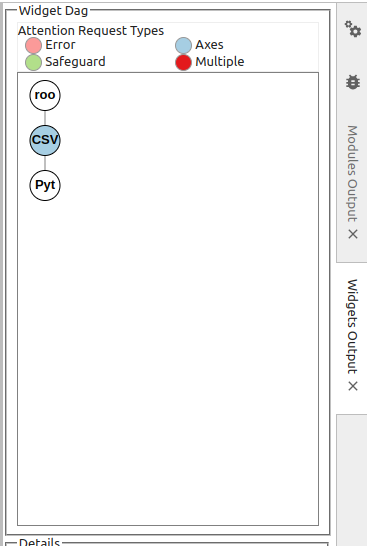 Widget Dag
Attention Request Types
Error
Axes
Safeguard
Multiple
roo
CSV
Pyt
Details
Modules Output
Widgets Output